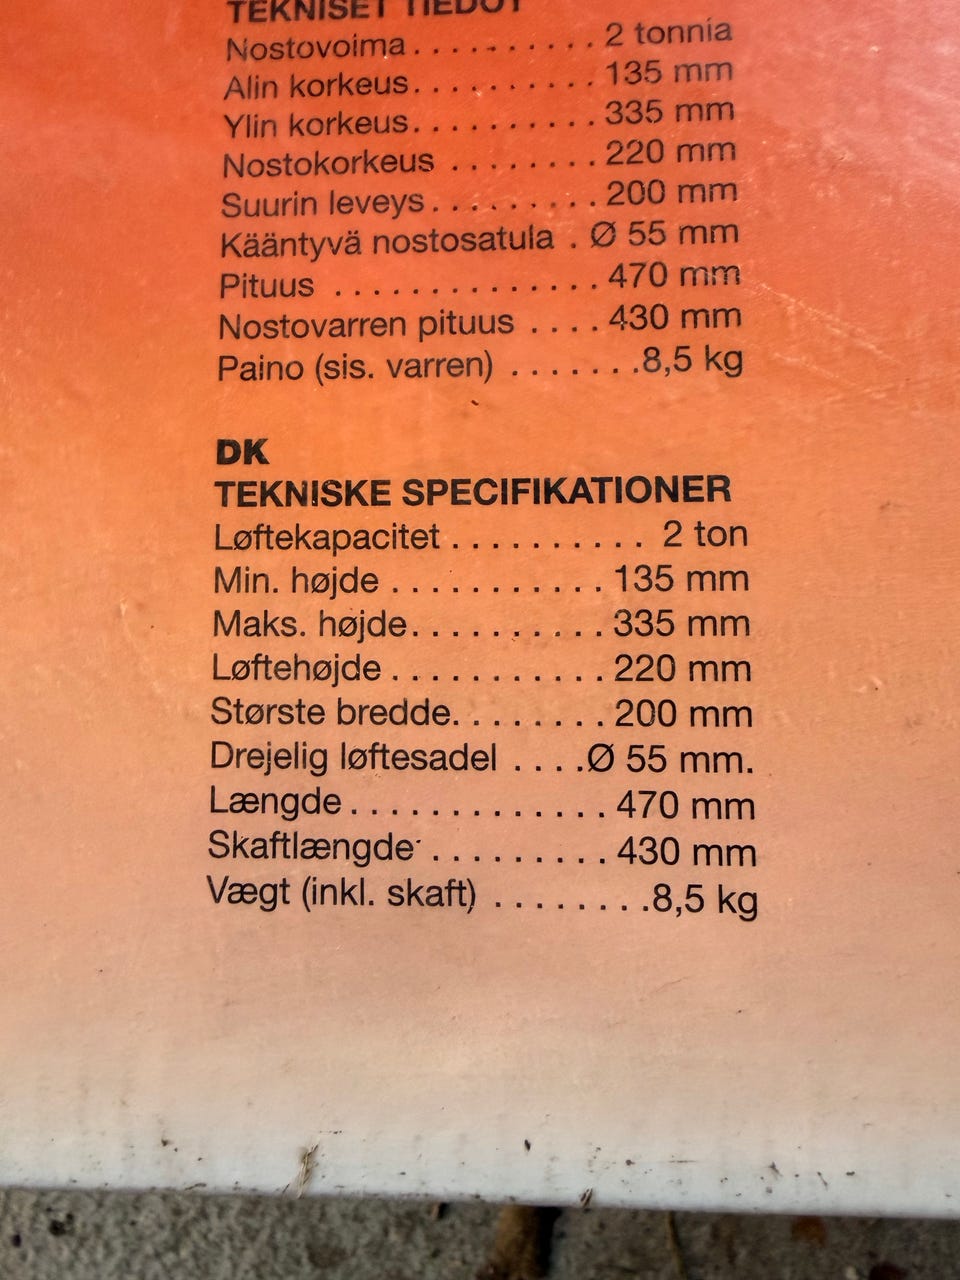 TEKNISET TIEDOT
Nostovoima . . . . . . . . . . 2 tonnia
Alin korkeus. . . . . . . . . . 135 mm
Ylin korkeus. . . . . . . . . . 335 mm
Nostokorkeus . . . . . . . . 220 mm
Suurin leveys . . . . . . . . . 200 mm
Kääntyvä nostosatula . Ø 55 mm
Pituus . . . . . . . . . . . . . . 470 mm
Nostovarren pituus . . . . 430 mm
Paino (sis. varren) . . . . . . .8,5 kg
DK
TEKNISKE SPECIFIKATIONER
Løftekapacitet . . . . . . . . . . 2 ton
Min. højde . . . . . . . . . . . 135 mm
Maks. højde. . . . . . . . . . 335 mm
Løftehøjde . . . . . . . . . . . 220 mm
Største bredde. . . . . . . . 200 mm
Drejelig løftesadel . . . .Ø 55 mm.
Længde . . . . . . . . . . . . . 470 mm
Skaftlængde . . . . . . . . . 430 mm
Vægt (inkl. skaft) . . . . . . . .8,5 kg